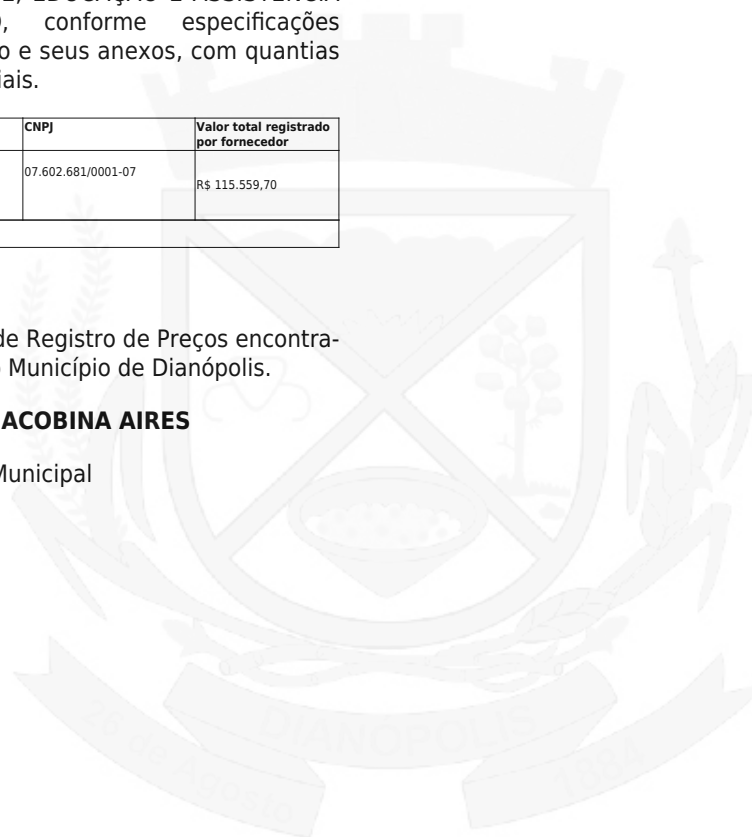 conforme especificações
o e seus anexos, com quantias
iais.
CNPJ
Valor total registrado
por fornecedor
07.602.681/0001-07
R$ 115.559,70
de Registro de Preços encontra-
Município de Dianópolis.
ACOBINA AIRES
Municipal
26 de Agosto
DIANOPOLIS
1884